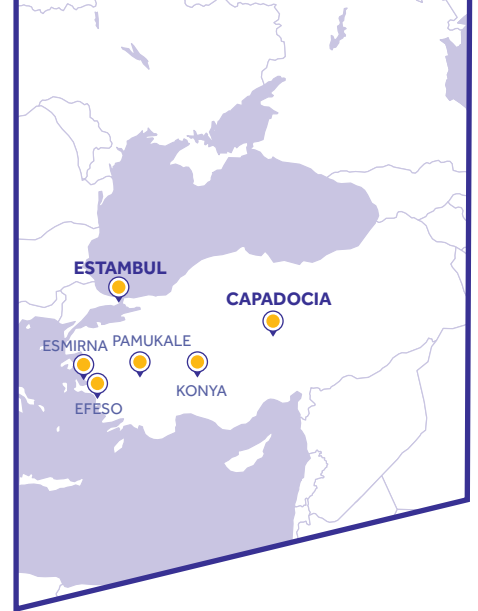 ESTAMBUL
CAPADOCIA
ESMIRNA
PAMUKALE
KONYA
EFESO